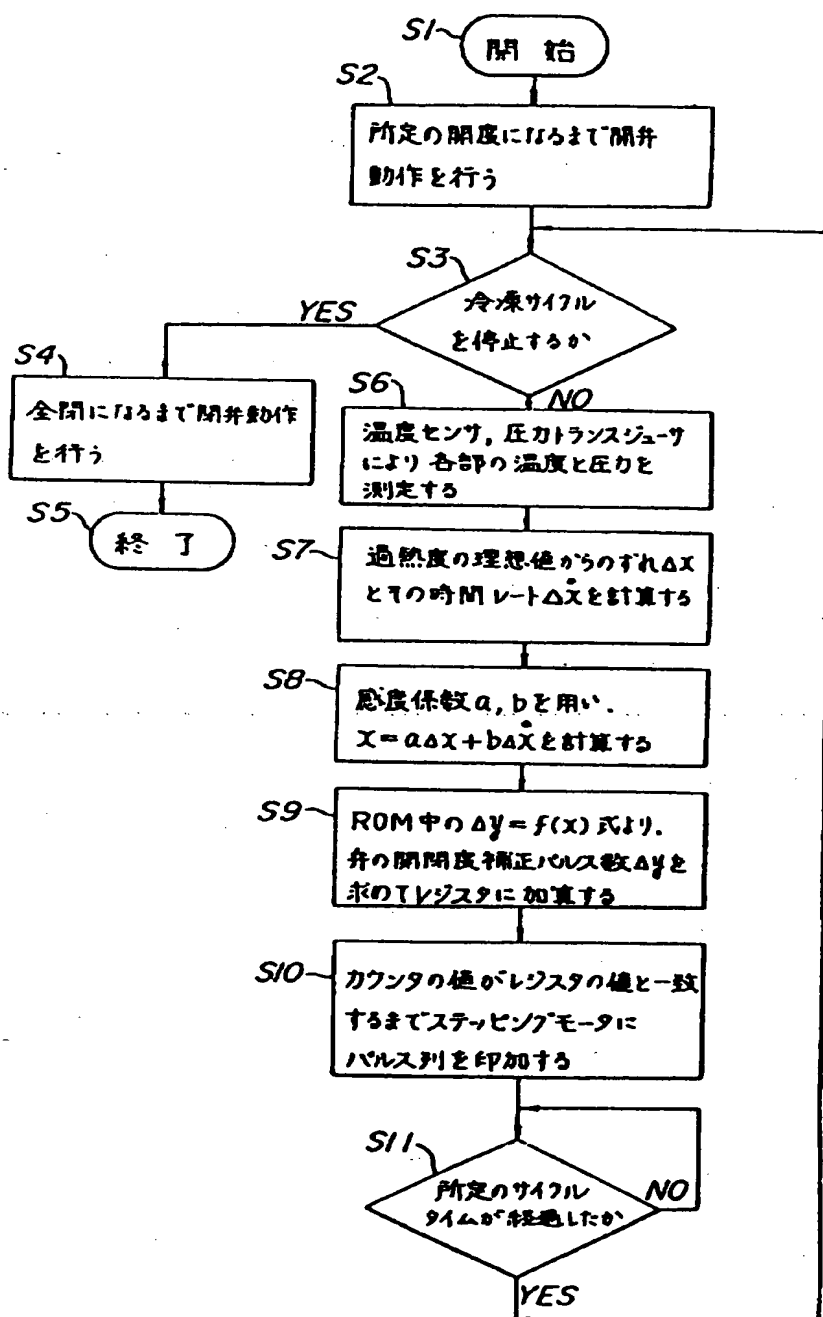 S1
開 始
S2
所定の開度になるまで開弁
動作を行う
S3
冷凍サイクル
を停止するか
YES
NO
S4
全閉になるまで閉弁動作
を行う
S5
終 了
S6
温度センサ,圧力トランスジューサ
により各部の温度と圧力を
測定する
S7
過熱度の理想値からのずれΔx
とその時間レートΔẋを計算する
S8
感度係数a,bを用い.
x=aΔx+bΔẋを計算する
S9
ROM中のΔy=f(x)式より.
弁の開閉度補正パルス数Δyを
求めてレジスタに加算する
S10
カウンタの値がレジスタの値と一致
するまでステッピングモータに
パルス列を印加する
S11
所定のサイクル
タイムが経過したか
NO
YES